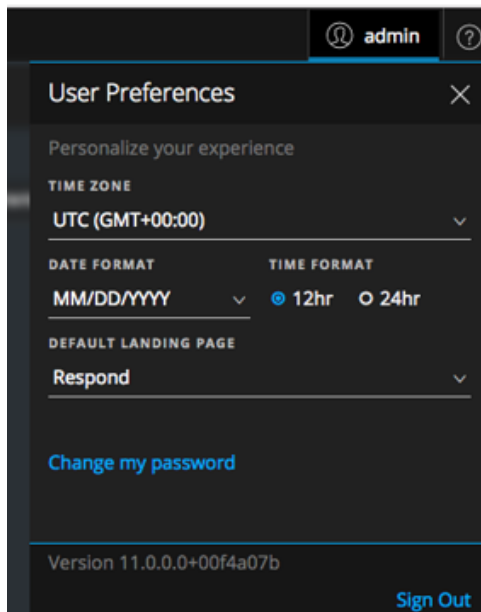 admin
User Preferences
Personalize your experience
TIME ZONE
UTC (GMT+00:00)
DATE FORMAT TIME FORMAT
MM/DD/YYYY 12hr 24hr
DEFAULT LANDING PAGE
Respond
Change my password
Version 11.0.0.0+00f4a07b
Sign Out